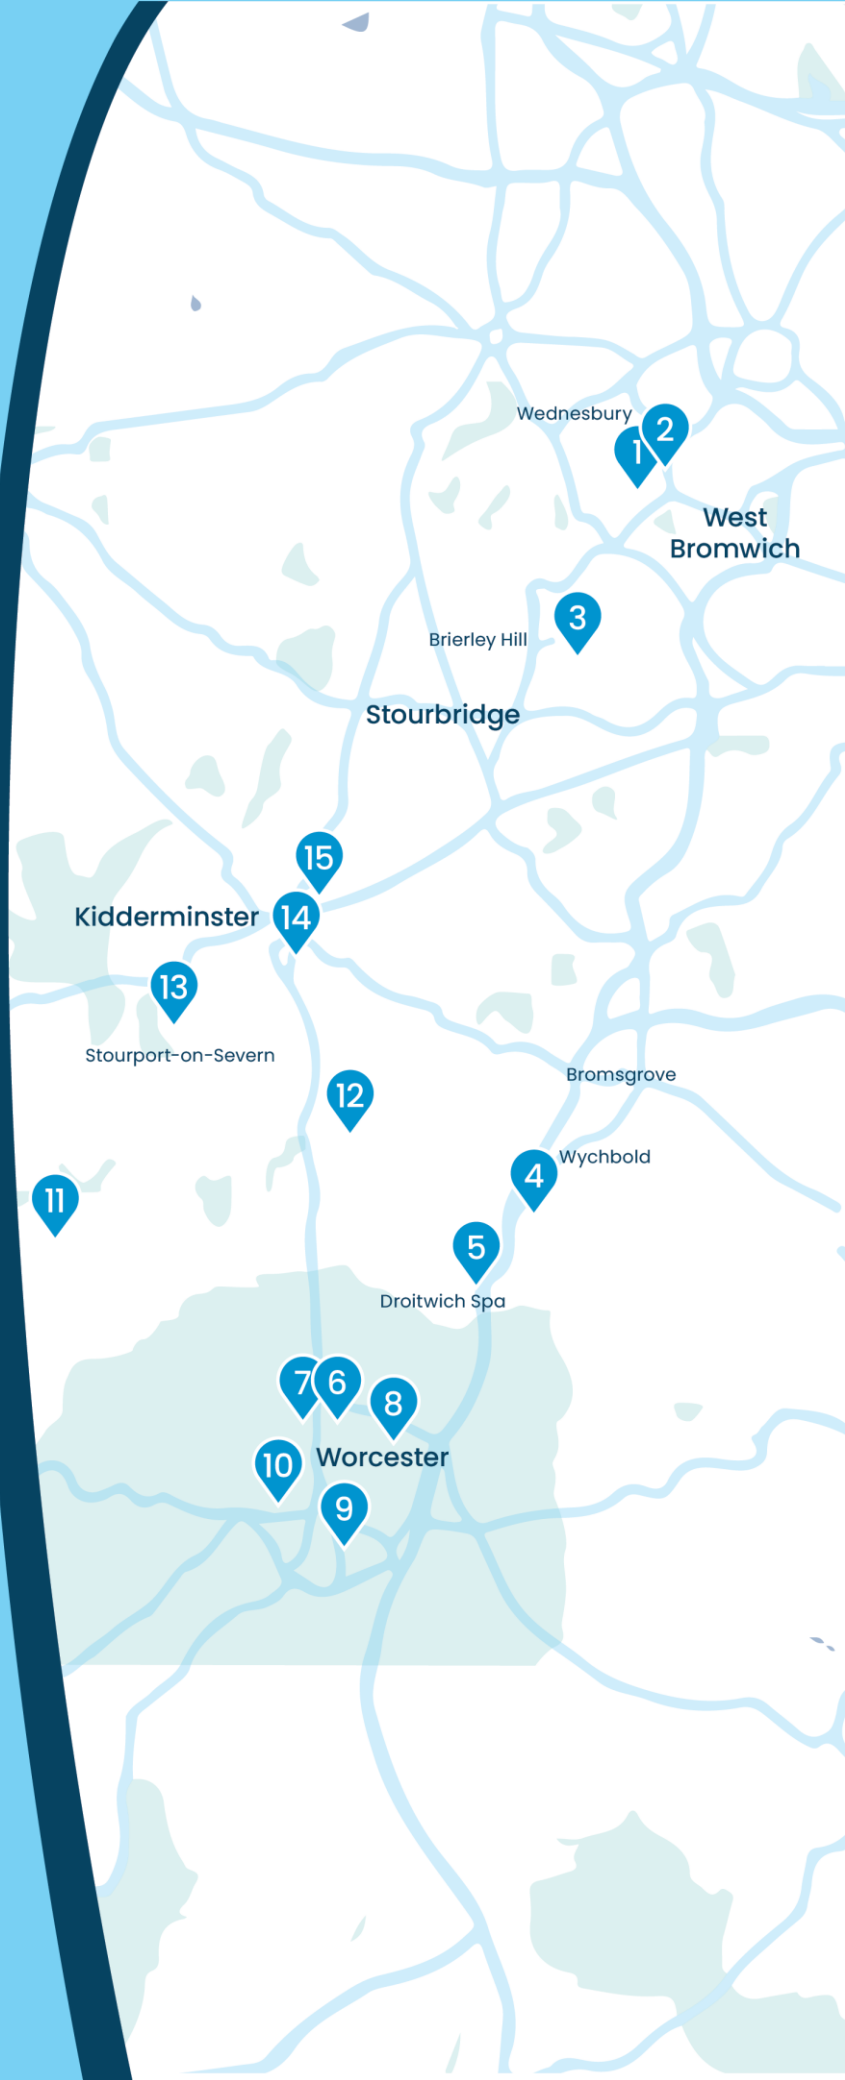 Wednesbury
2
1
West
Bromwich
3
Brierley Hill
Stourbridge
15
Kidderminster
14
13
Stourport-on-Severn
Bromsgrove
12
Wychbold
4
11
5
Droitwich Spa
7
6
8
Worcester
10
9